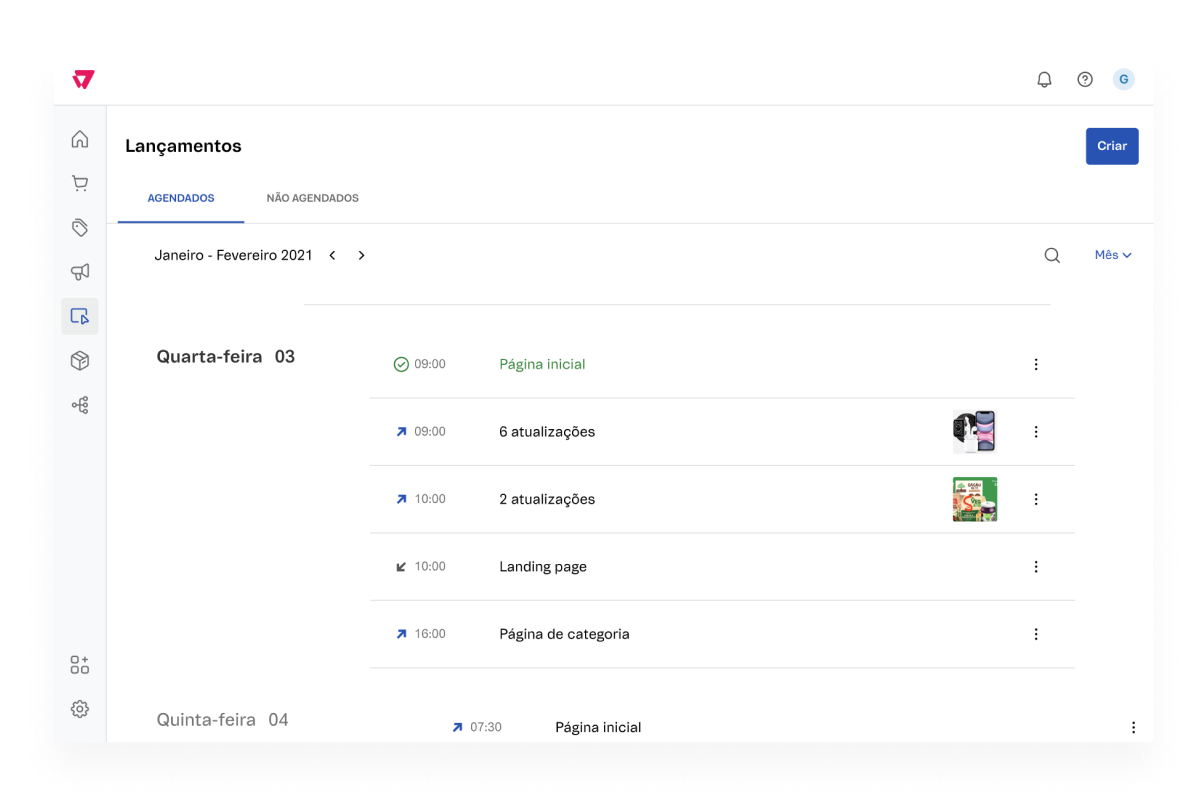 G
Lançamentos
Criar
AGENDADOS
NÃO AGENDADOS
Janeiro - Fevereiro 2021
Mês
Quarta-feira 03
09:00 Página inicial
09:00 6 atualizações
10:00 2 atualizações
10:00 Landing page
16:00 Página de categoria
Quinta-feira 04
07:30 Página inicial